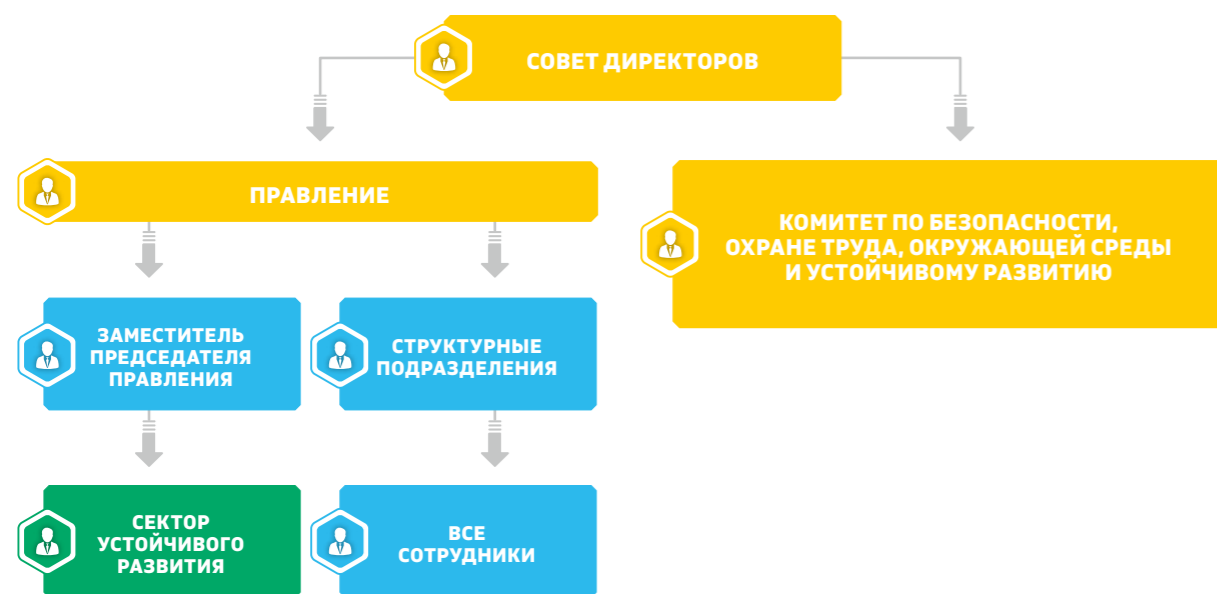 СОВЕТ ДИРЕКТОРОВ
ПРАВЛЕНИЕ
КОМИТЕТ ПО БЕЗОПАСНОСТИ,
ОХРАНЕ ТРУДА, ОКРУЖАЮЩЕЙ СРЕДЫ
И УСТОЙЧИВОМУ РАЗВИТИЮ
ЗАМЕСТИТЕЛЬ
ПРЕДСЕДАТЕЛЯ
ПРАВЛЕНИЯ
СТРУКТУРНЫЕ
ПОДРАЗДЕЛЕНИЯ
СЕКТОР
УСТОЙЧИВОГО
РАЗВИТИЯ
ВСЕ
СОТРУДНИКИ